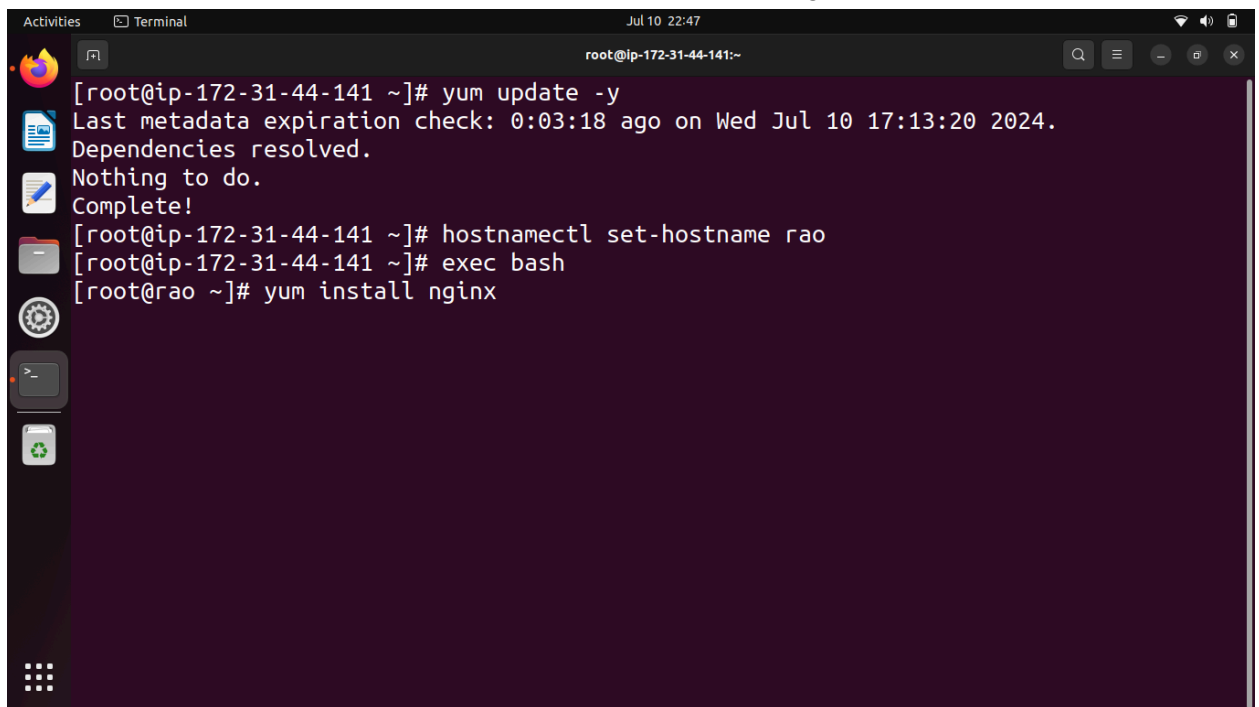 Activities Terminal Jul 10 22:47
root@ip-172-31-44-141:~
[root@ip-172-31-44-141 ~]# yum update -y
Last metadata expiration check: 0:03:18 ago on Wed Jul 10 17:13:20 2024.
Dependencies resolved.
Nothing to do.
Complete!
[root@ip-172-31-44-141 ~]# hostnamectl set-hostname rao
[root@ip-172-31-44-141 ~]# exec bash
[root@rao ~]# yum install nginx